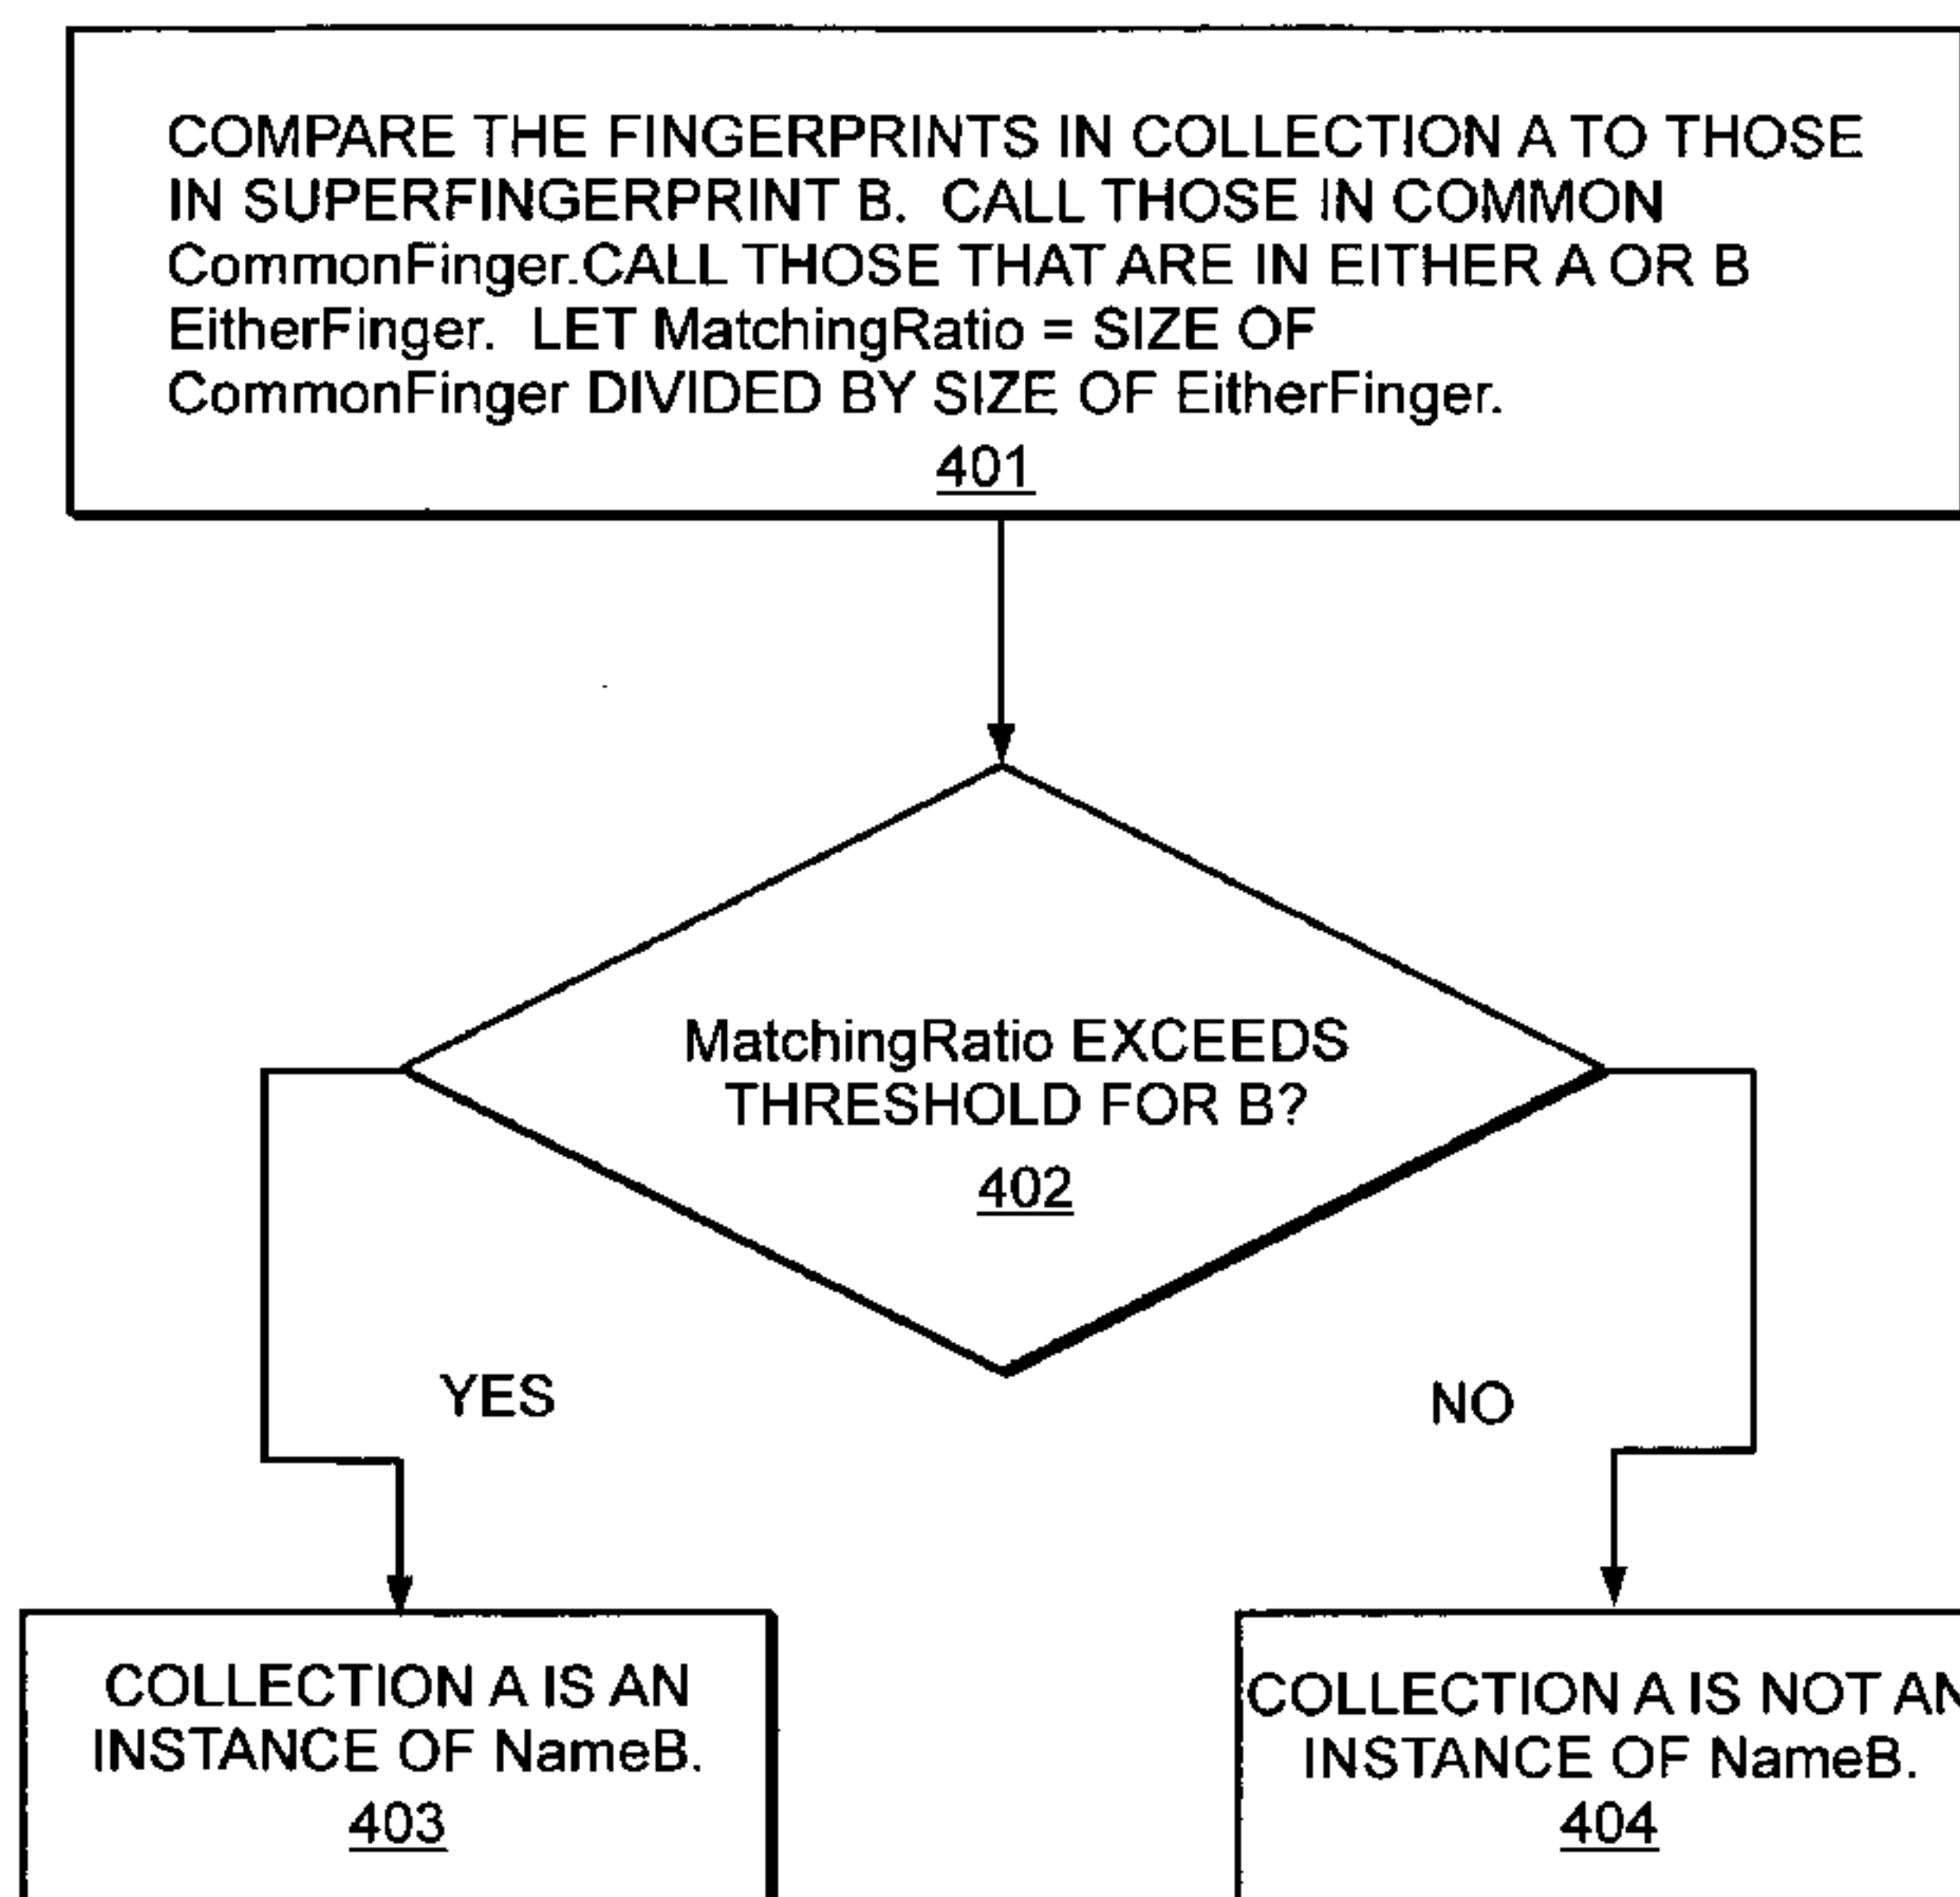 COMPARE THE FINGERPRINTS IN COLLECTION A TO THOSE
IN SUPERFINGERPRINT B. CALL THOSE IN COMMON
CommonFinger.CALL THOSE THAT ARE IN EITHER A OR B
EitherFinger. LET MatchingRatio = SIZE OF
CommonFinger DIVIDED BY SIZE OF EitherFinger.
401
MatchingRatio EXCEEDS
THRESHOLD FOR B?
402
YES
NO
COLLECTION A IS AN
INSTANCE OF NameB.
403
COLLECTION A IS NOT AN
INSTANCE OF NameB.
404